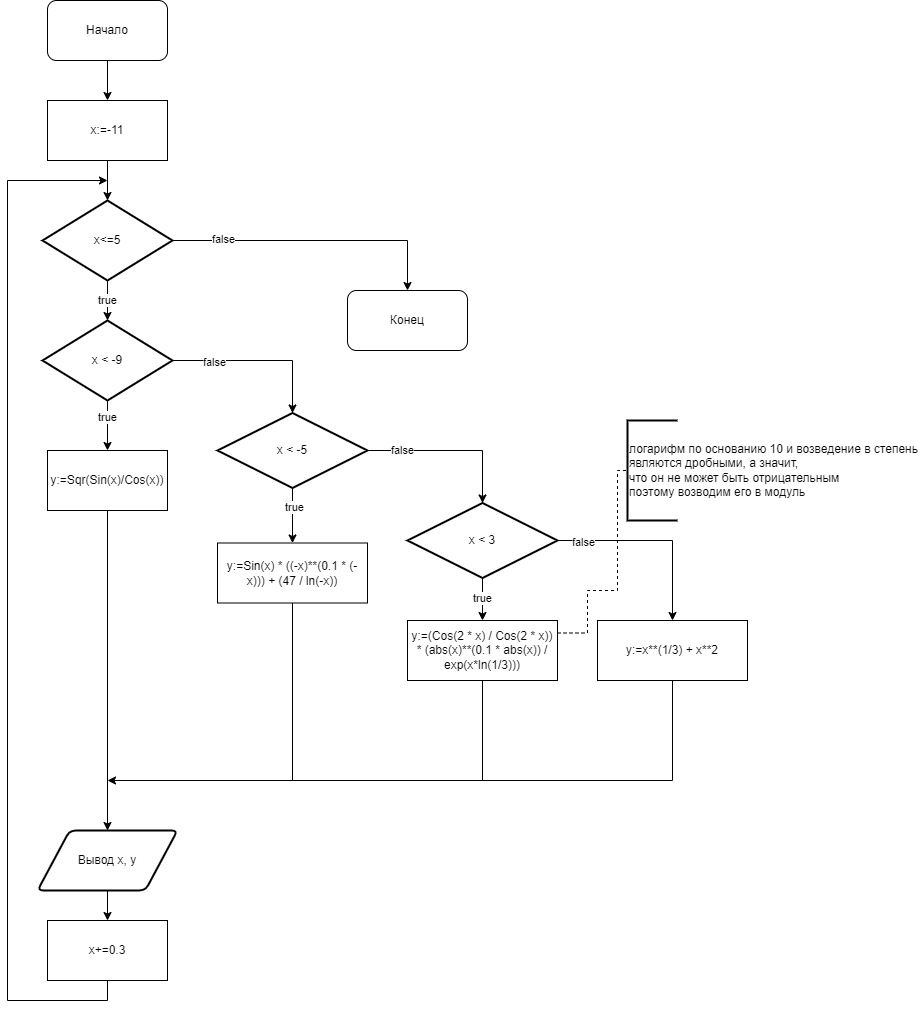 Начало
x:=-11
x<=5
false
true
Конец
x < -9
false
true
y:=Sqr(Sin(x)/Cos(x))
x < -5
false
true
y:=Sin(x) * ((-x)**(0.1 * (-
x))) + (47 / ln(-x))
x < 3
false
true
логарифм по основанию 10 и возведение в степень
являются дробными, а значит,
что он не может быть отрицательным
поэтому возводим его в модуль
y:=(Cos(2 * x) / Cos(2 * x))
* (abs(x)**(0.1 * abs(x)) /
exp(x*ln(1/3)))
y:=x**(1/3) + x**2
Вывод x, y
x+=0.3